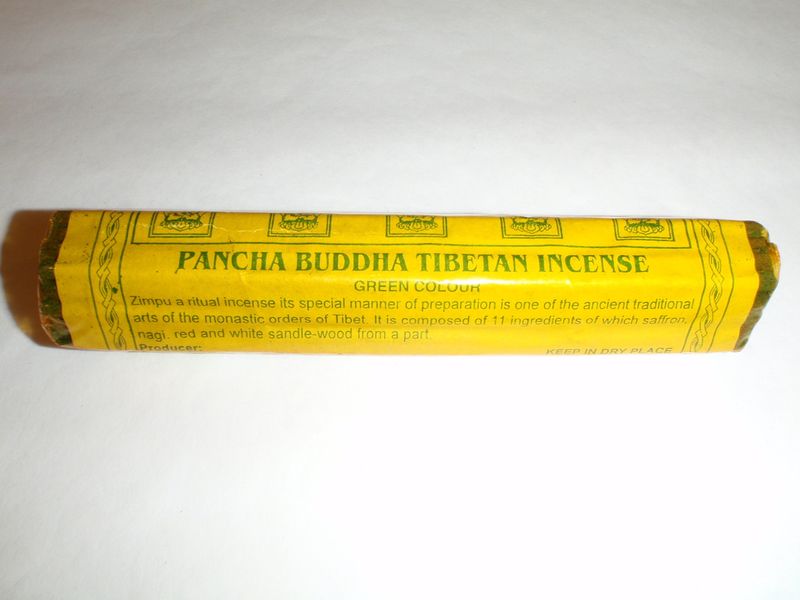 PANCHA BUDDHA TIBETAN INCENSE
GREEN COLOUR
Zimpu a ritual incense its special manner of preparation is one of the ancient traditional
arts of the monastic orders of Tibet. It is composed of 11 ingredients of which saffron,
nagi, red and white sandle-wood from a part.
Producer: KEEP IN DRY PLACE